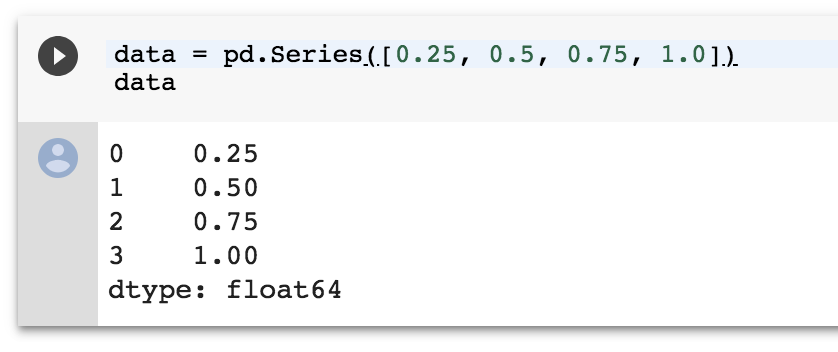 data = pd.Series([0.25, 0.5, 0.75, 1.0])
data
0    0.25
1    0.50
2    0.75
3    1.00
dtype: float64